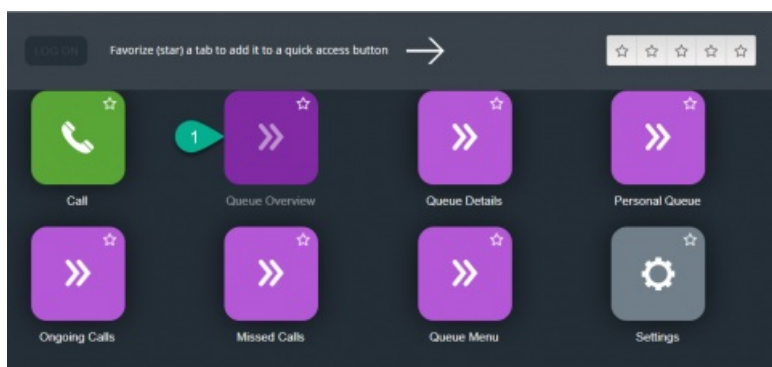 LOG ON
Favorize (star) a tab to add it to a quick access button
1
Call
Queue Overview
Queue Details
Personal Queue
Ongoing Calls
Missed Calls
Queue Menu
Settings